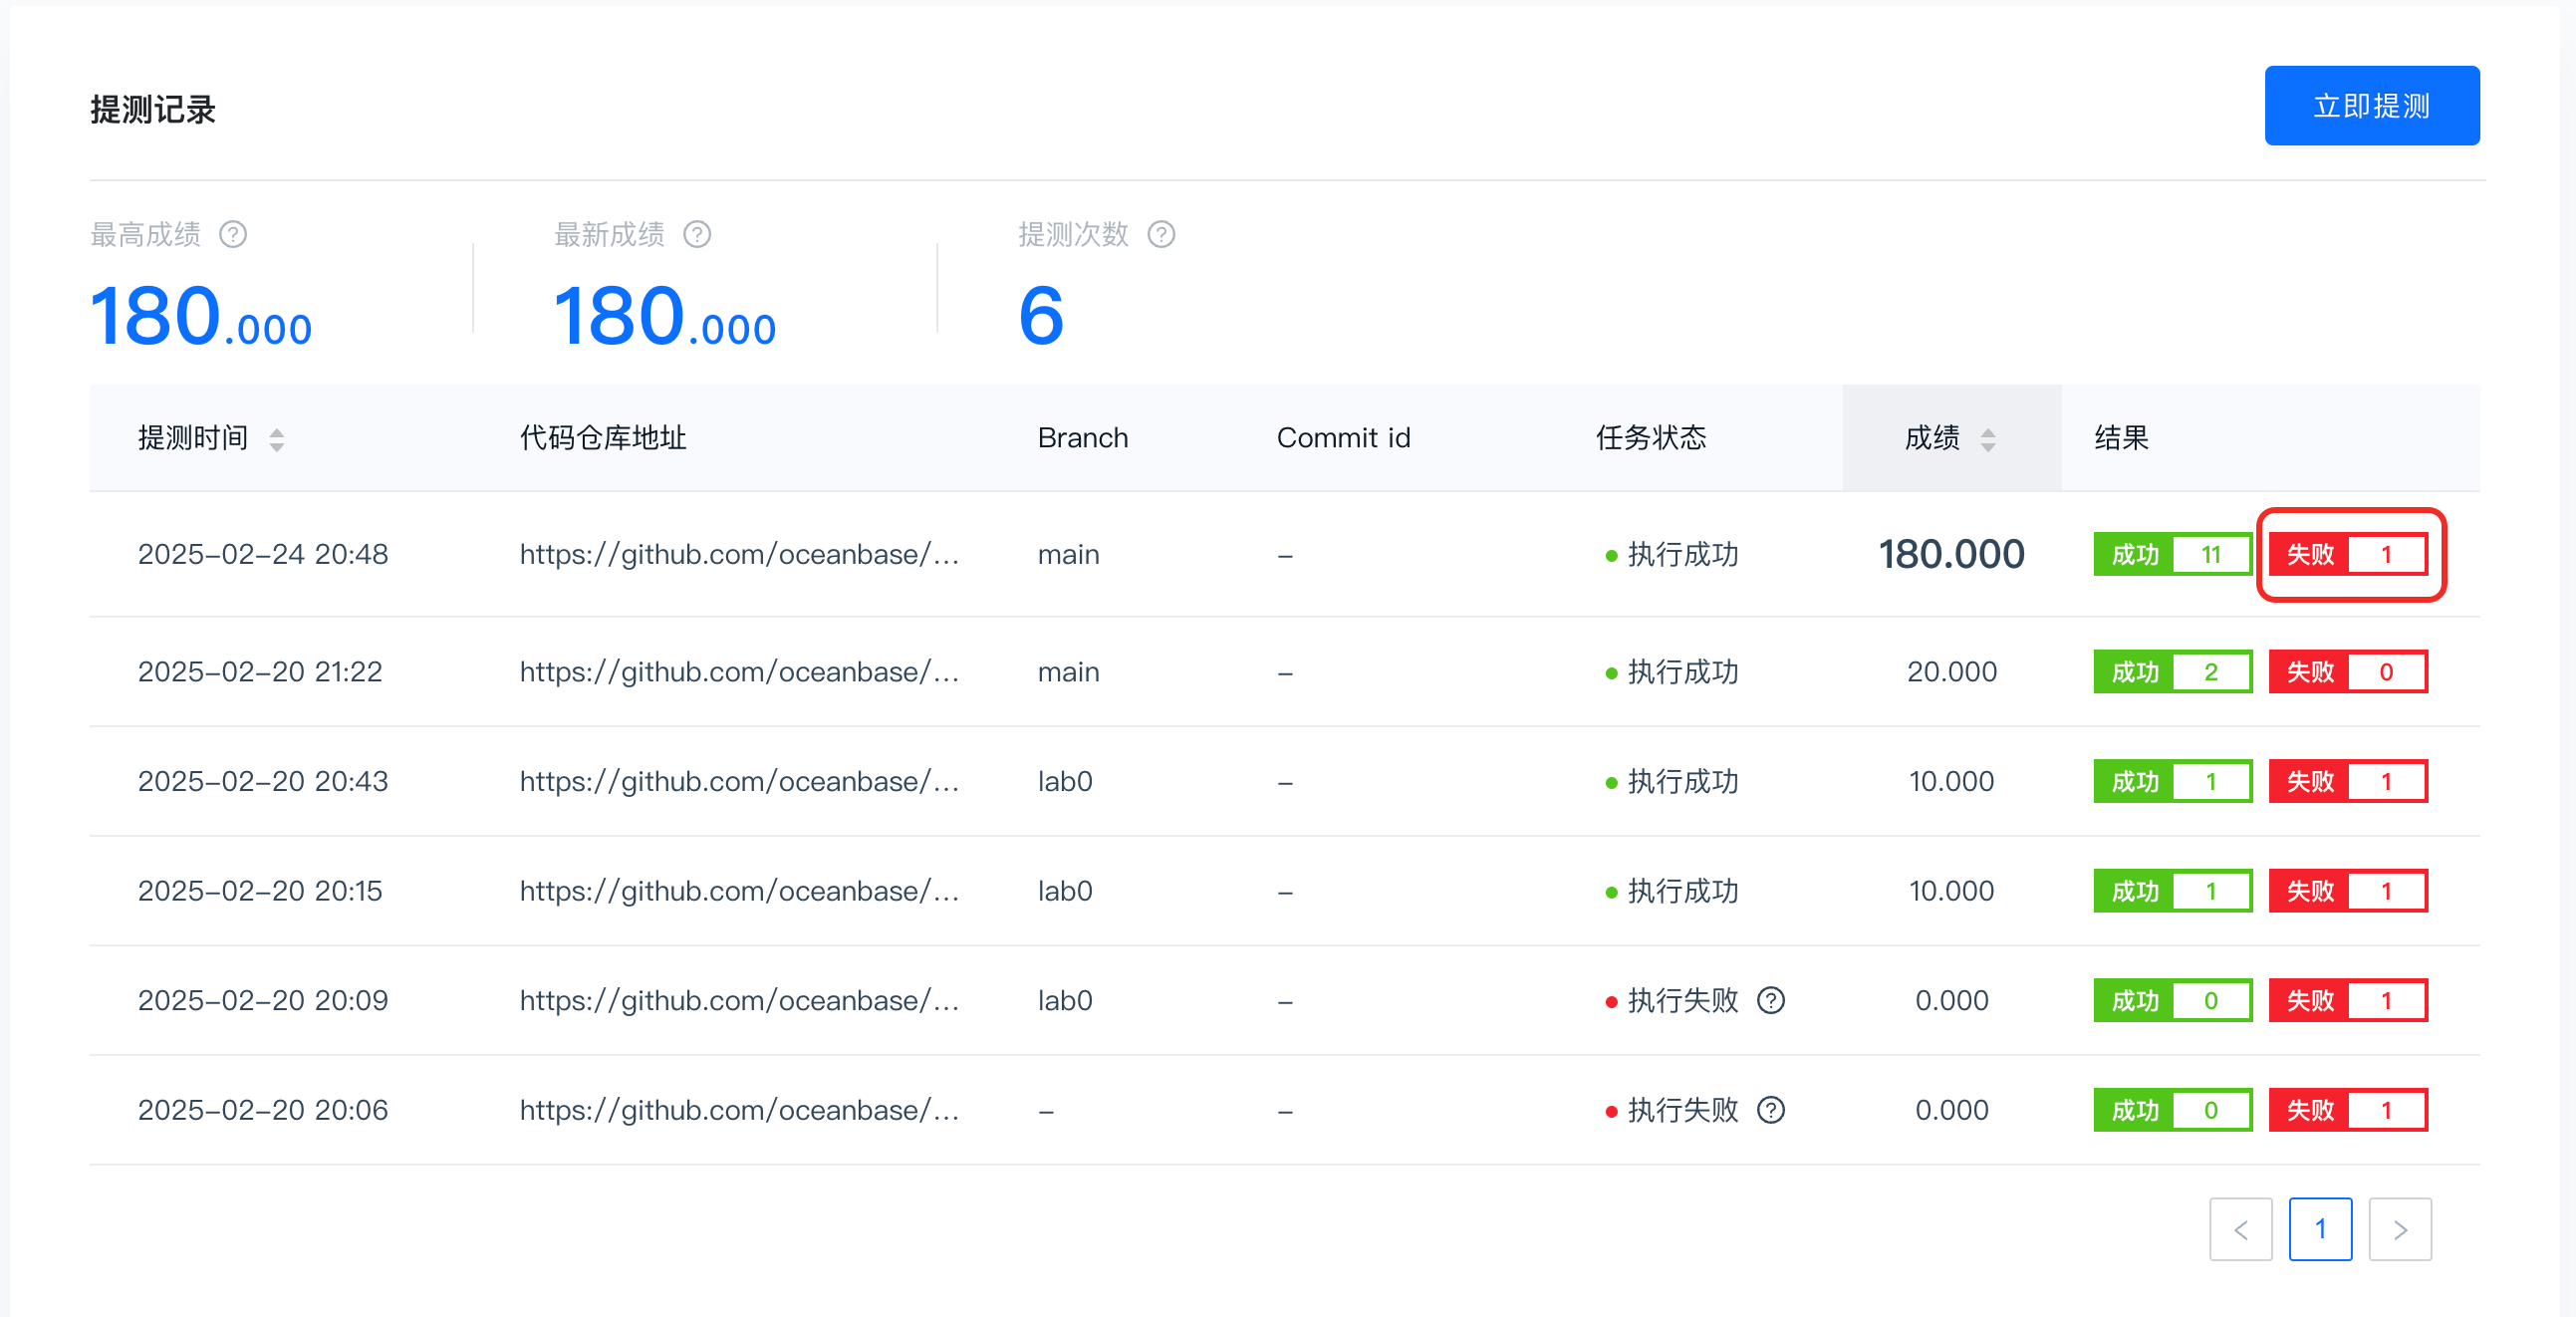 提测记录
立即提测
最高成绩 ?
180.000
最新成绩 ?
180.000
提测次数 ?
6
提测时间 代码仓库地址 Branch Commit id 任务状态 成绩 结果
2025-02-24 20:48 https://github.com/oceanbase/... main – 执行成功 180.000 成功 11 失败 1
2025-02-20 21:22 https://github.com/oceanbase/... main – 执行成功 20.000 成功 2 失败 0
2025-02-20 20:43 https://github.com/oceanbase/... lab0 – 执行成功 10.000 成功 1 失败 1
2025-02-20 20:15 https://github.com/oceanbase/... lab0 – 执行成功 10.000 成功 1 失败 1
2025-02-20 20:09 https://github.com/oceanbase/... lab0 – 执行失败 ? 0.000 成功 0 失败 1
2025-02-20 20:06 https://github.com/oceanbase/... – – 执行失败 ? 0.000 成功 0 失败 1
< 1 >